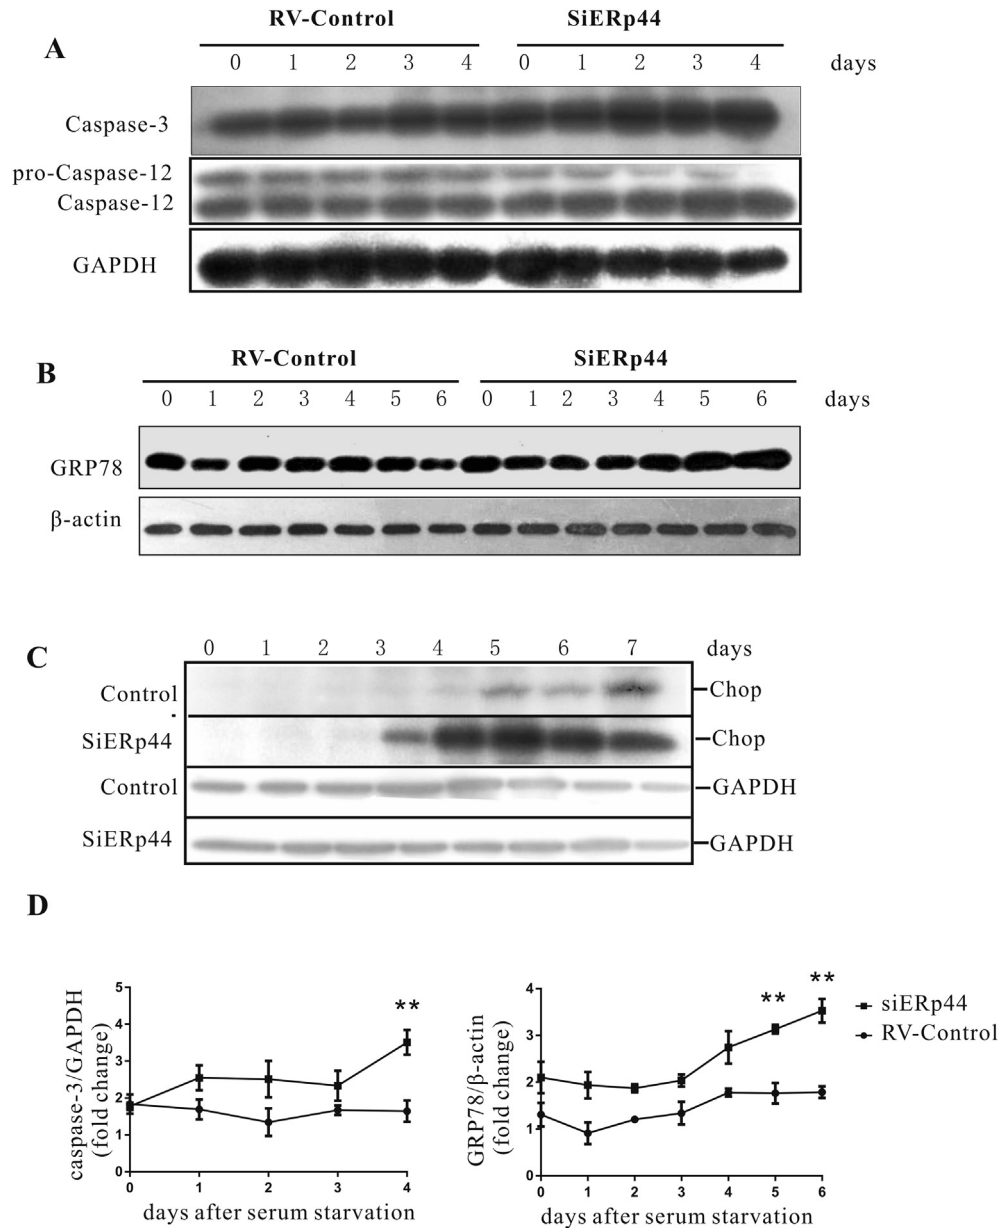 A
RV-Control SiERp44
0 1 2 3 4 0 1 2 3 4 days
Caspase-3
pro-Caspase-12
Caspase-12
GAPDH
B
RV-Control SiERp44
0 1 2 3 4 5 6 0 1 2 3 4 5 6 days
GRP78
β-actin
C
0 1 2 3 4 5 6 7 days
Control Chop
SiERp44 Chop
Control GAPDH
SiERp44 GAPDH
D
caspase-3/GAPDH
(fold change)
5
4
3
2
1
0
**
0 1 2 3 4
days after serum starvation
GRP78/β-actin
(fold change)
4
3
2
1
0
** **
0 1 2 3 4 5 6
days after serum starvation
siERp44
RV-Control